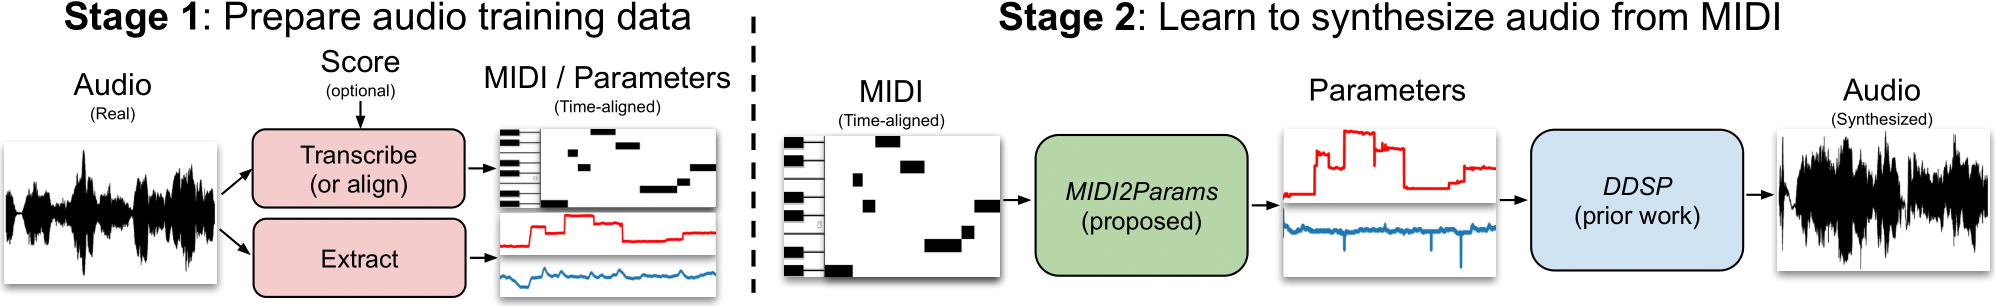 Stage 1: Prepare audio training data
Audio
(Real)
Score
(optional)
Transcribe
(or align)
Extract
MIDI / Parameters
(Time-aligned)
Stage 2: Learn to synthesize audio from MIDI
MIDI
(Time-aligned)
MIDI2Params
(proposed)
Parameters
DDSP
(prior work)
Audio
(Synthesized)